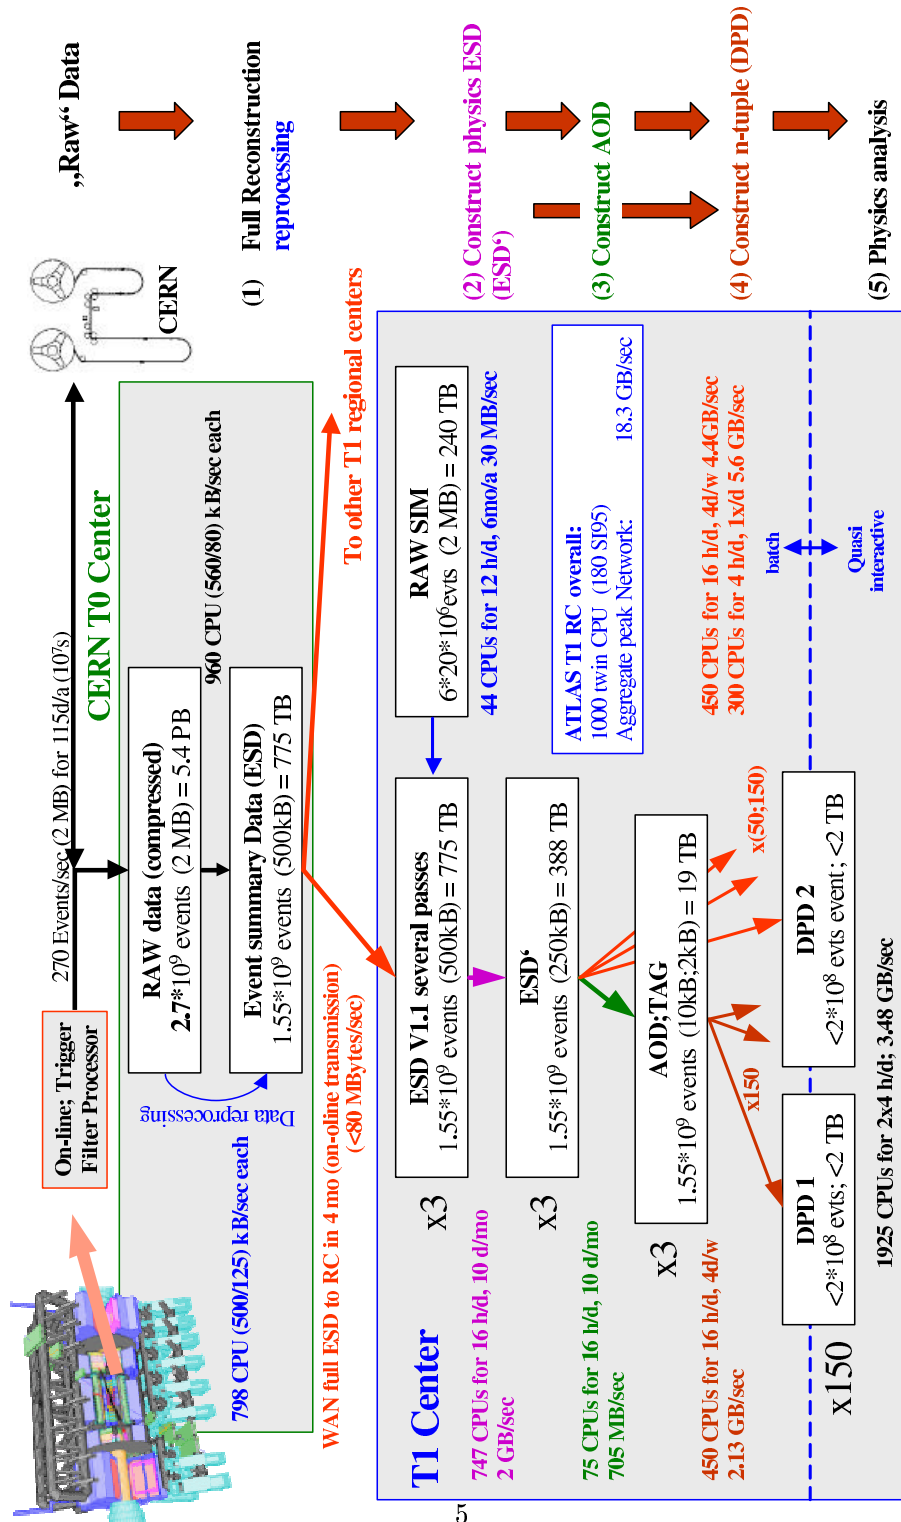 On-line; Trigger
Filter Processor
270 Events/sec (2 MB) for 115d/a (107s)
CERN
„Raw“ Data
CERN T0 Center
RAW data (compressed)
2.7*10⁹ events (2 MB) = 5.4 PB
Data reprocessing
960 CPU (560/80) kB/sec each
798 CPU (500/125) kB/sec each
Event summary Data (ESD)
1.55*10⁹ events (500kB) = 775 TB
(1) Full Reconstruction
reprocessing
WAN full ESD to RC in 4 mo (on-oline transmission)
(<80 MBytes/sec)
To other T1 regional centers
T1 Center
x3
ESD V1.1 several passes
1.55*10⁹ events (500kB) = 775 TB
RAW SIM
6*20*10⁶evts (2 MB) = 240 TB
747 CPUs for 16 h/d, 10 d/mo
2 GB/sec
44 CPUs for 12 h/d, 6mo/a 30 MB/sec
(2) Construct physics ESD
(ESD‘)
x3
ESD‘
1.55*10⁹ events (250kB) = 388 TB
ATLAS T1 RC overall:
1000 twin CPU (180 SI95)
Aggregate peak Network: 18.3 GB/sec
75 CPUs for 16 h/d, 10 d/mo
705 MB/sec
(3) Construct AOD
x3
AOD;TAG
1.55*10⁹ events (10kB;2kB) = 19 TB
450 CPUs for 16 h/d, 4d/w
2.13 GB/sec
x150
x(50;150)
450 CPUs for 16 h/d, 4d/w 4.4GB/sec
300 CPUs for 4 h/d, 1x/d 5.6 GB/sec
(4) Construct n-tuple (DPD)
batch
Quasi
interactive
x150
DPD 1
<2*10⁸ evts; <2 TB
DPD 2
<2*10⁸ evts event; <2 TB
1925 CPUs for 2x4 h/d; 3.48 GB/sec
(5) Physics analysis
5